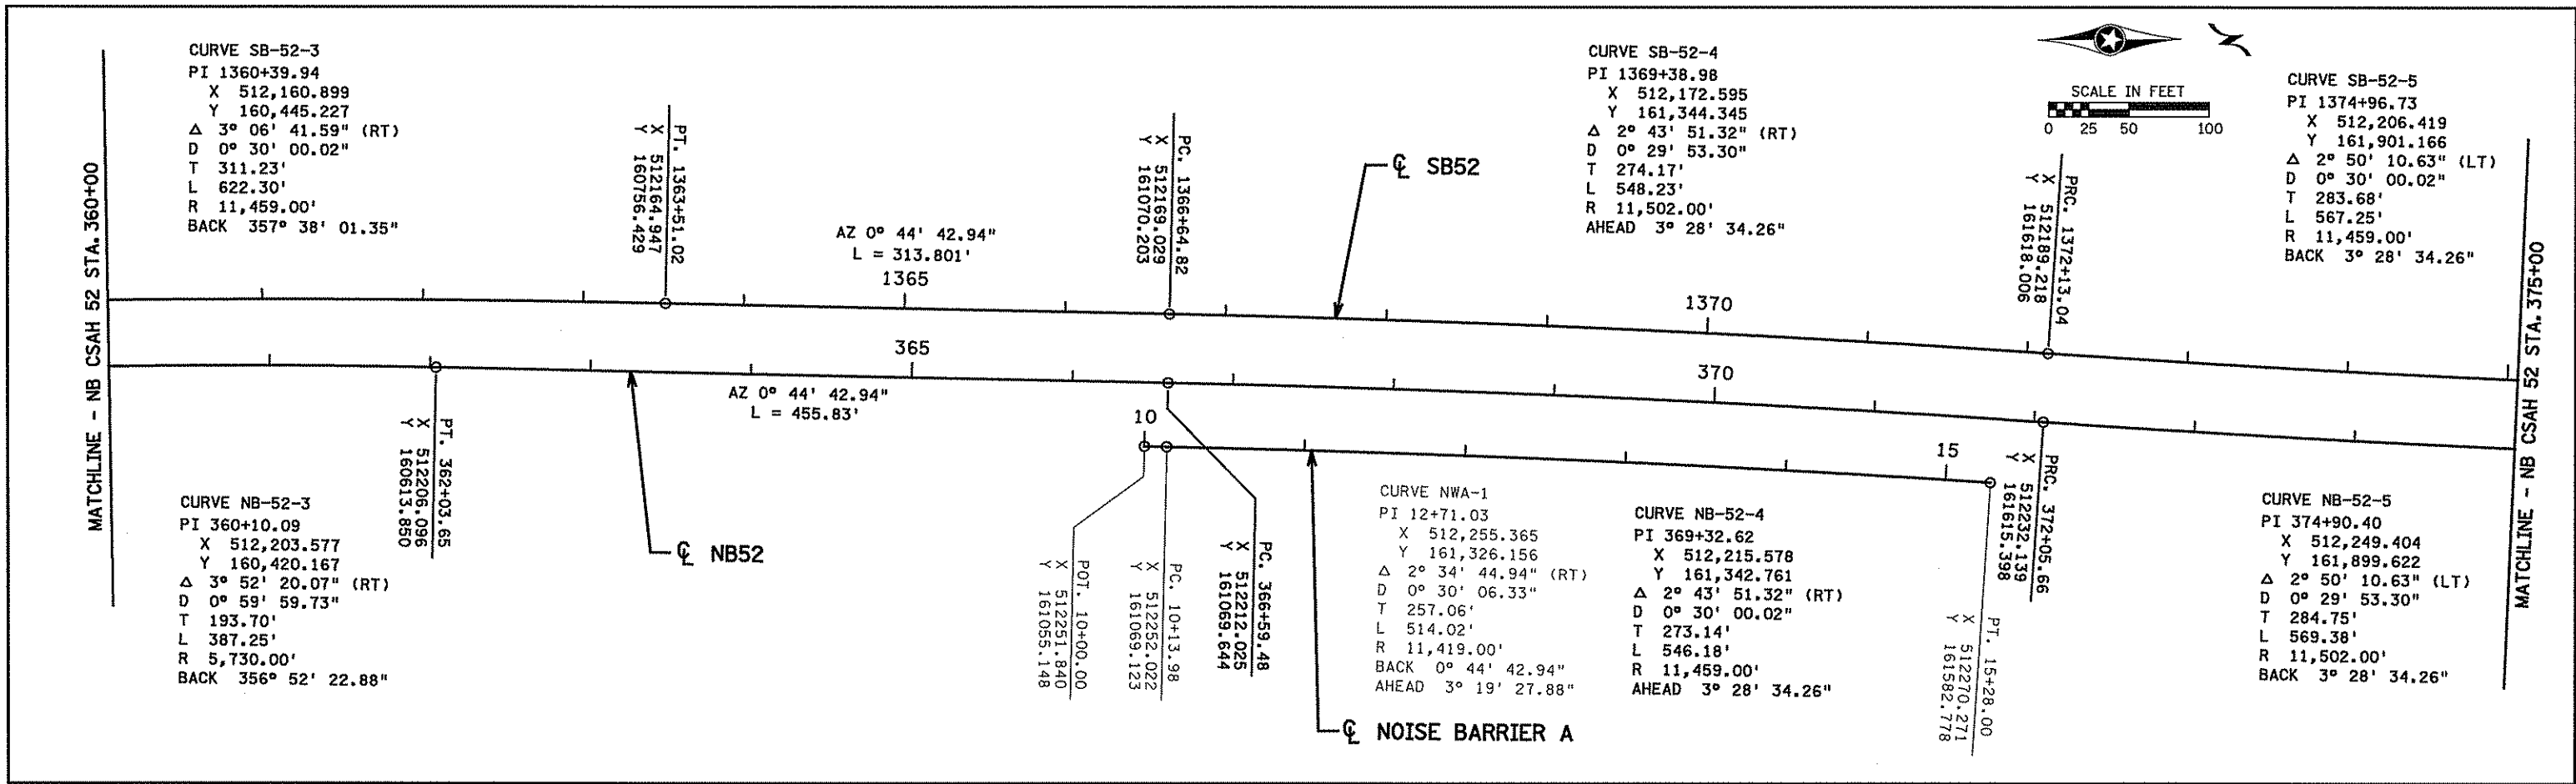 CURVE SB-52-3
PI 1360+39.94
X 512,160.899
Y 160,445.227
Δ 3° 06' 41.59" (RT)
D 0° 30' 00.02"
T 311.23'
L 622.30'
R 11,459.00'
BACK 357° 38' 01.35"
MATCHLINE - NB CSAH 52 STA. 360+00
PT. 1363+51.02
X 512164.947
Y 160756.429
AZ 0° 44' 42.94"
L = 313.801'
1365
PC. 1366+64.82
X 512169.029
Y 161070.203
℄ SB52
CURVE SB-52-4
PI 1369+38.98
X 512,172.595
Y 161,344.345
Δ 2° 43' 51.32" (RT)
D 0° 29' 53.30"
T 274.17'
L 548.23'
R 11,502.00'
AHEAD 3° 28' 34.26"
1370
SCALE IN FEET
0 25 50 100
PRC. 1372+13.04
X 512189.218
Y 161618.006
CURVE SB-52-5
PI 1374+96.73
X 512,206.419
Y 161,901.166
Δ 2° 50' 10.63" (LT)
D 0° 30' 00.02"
T 283.68'
L 567.25'
R 11,459.00'
BACK 3° 28' 34.26"
MATCHLINE - NB CSAH 52 STA. 375+00
CURVE NB-52-3
PI 360+10.09
X 512,203.577
Y 160,420.167
Δ 3° 52' 20.07" (RT)
D 0° 59' 59.73"
T 193.70'
L 387.25'
R 5,730.00'
BACK 356° 52' 22.88"
PT. 362+03.65
X 512206.096
Y 160613.850
℄ NB52
365
AZ 0° 44' 42.94"
L = 455.83'
10
POT. 10+00.00
X 512251.840
Y 161055.148
PC. 10+13.98
X 512252.022
Y 161069.123
PC. 366+59.48
X 512212.025
Y 161069.644
CURVE NWA-1
PI 12+71.03
X 512,255.365
Y 161,326.156
Δ 2° 34' 44.94" (RT)
D 0° 30' 06.33"
T 257.06'
L 514.02'
R 11,419.00'
BACK 0° 44' 42.94"
AHEAD 3° 19' 27.88"
℄ NOISE BARRIER A
370
CURVE NB-52-4
PI 369+32.62
X 512,215.578
Y 161,342.761
Δ 2° 43' 51.32" (RT)
D 0° 30' 00.02"
T 273.14'
L 546.18'
R 11,459.00'
AHEAD 3° 28' 34.26"
15
PT. 15+28.00
X 512270.271
Y 161582.778
PRC. 372+05.66
X 512232.139
Y 161615.398
CURVE NB-52-5
PI 374+90.40
X 512,249.404
Y 161,899.622
Δ 2° 50' 10.63" (LT)
D 0° 29' 53.30"
T 284.75'
L 569.38'
R 11,502.00'
BACK 3° 28' 34.26"